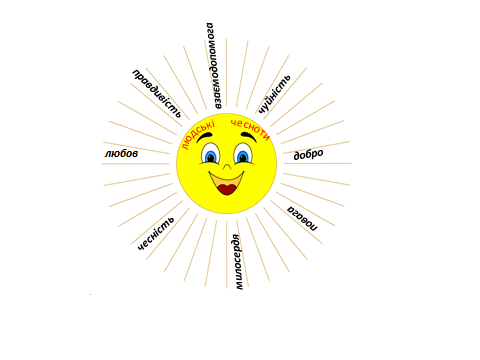 людські чесноти
взаємодопомога
чуйність
добро
повага
милосердя
чесність
любов
правдивість